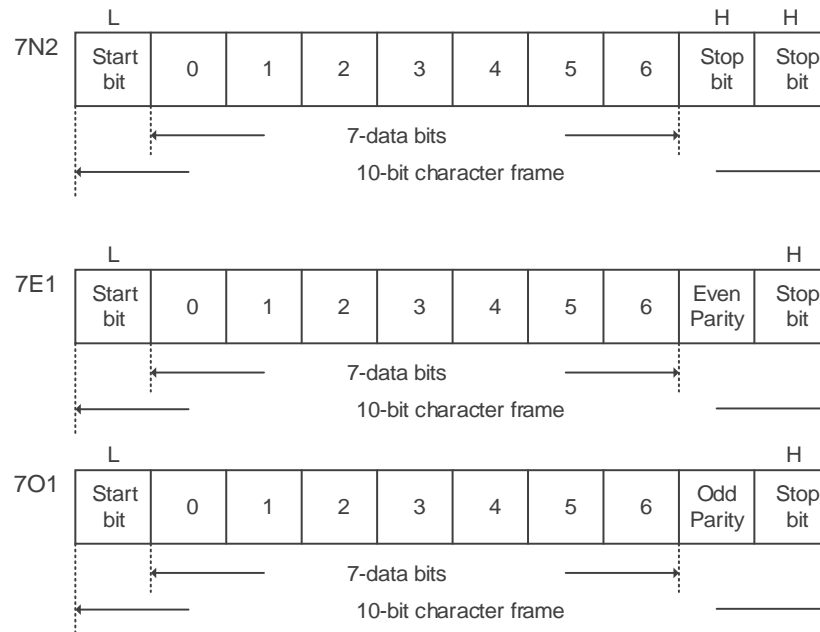 L H H
7N2 Start bit 0 1 2 3 4 5 6 Stop bit Stop bit
7-data bits
10-bit character frame
L H
7E1 Start bit 0 1 2 3 4 5 6 Even Parity Stop bit
7-data bits
10-bit character frame
L H
7O1 Start bit 0 1 2 3 4 5 6 Odd Parity Stop bit
7-data bits
10-bit character frame